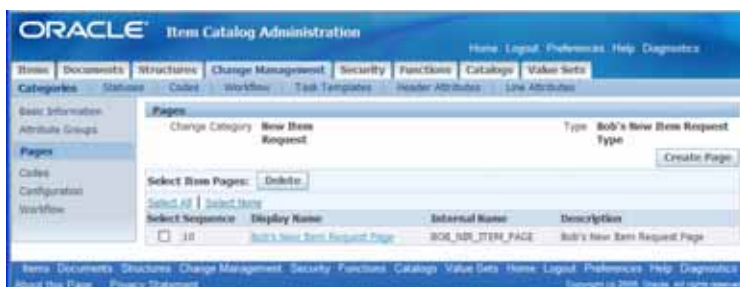 ORACLE Item Catalog Administration
Home Logout Preferences Help Diagnostics
Items Documents Structures Change Management Security Functions Catalogs Value Sets
Categories Statuses Codes Workflow Task Templates Header Attributes Line Attributes
Basic Information
Attribute Groups
Pages
Codes
Configuration
Workflow
Pages
Change Category New Item Request
Type Bob's New Item Request Type
Create Page
Select Item Pages: Delete
Select All | Select None
Select Sequence Display Name Internal Name Description
10 Bob's New Item Request Page BOB_NIR_ITEM_PAGE Bob's New Item Request Page
Items Documents Structures Change Management Security Functions Catalogs Value Sets Home Logout Preferences Help Diagnostics
About this Page Privacy Statement